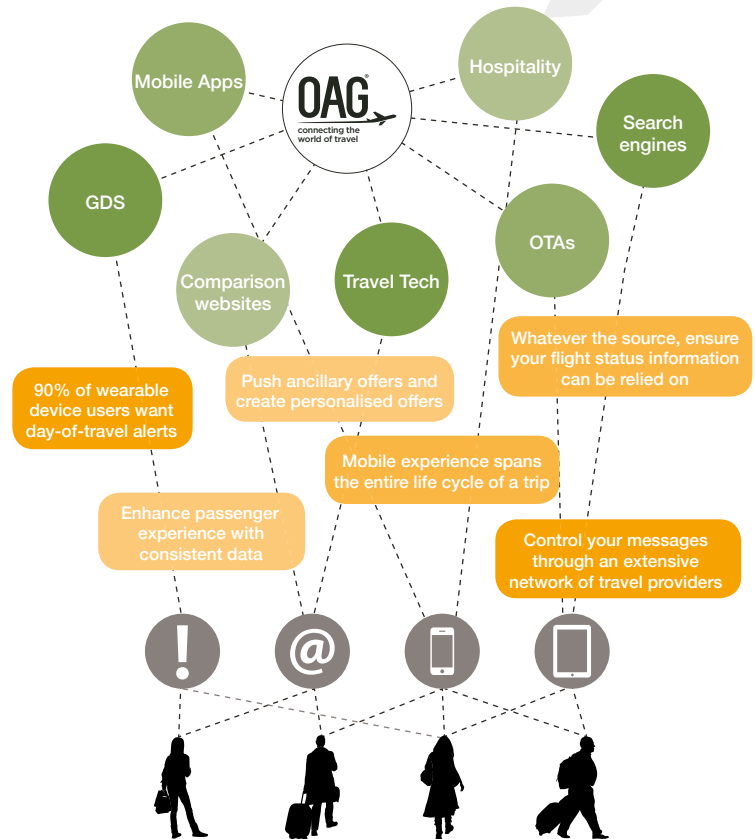 Mobile Apps
OAG®
connecting the
world of travel
Hospitality
Search
engines
GDS
OTAs
Comparison
websites
Travel Tech
Whatever the source, ensure
your flight status information
can be relied on
90% of wearable
device users want
day-of-travel alerts
Push ancillary offers and
create personalised offers
Mobile experience spans
the entire life cycle of a trip
Enhance passenger
experience with
consistent data
Control your messages
through an extensive
network of travel providers
!
@